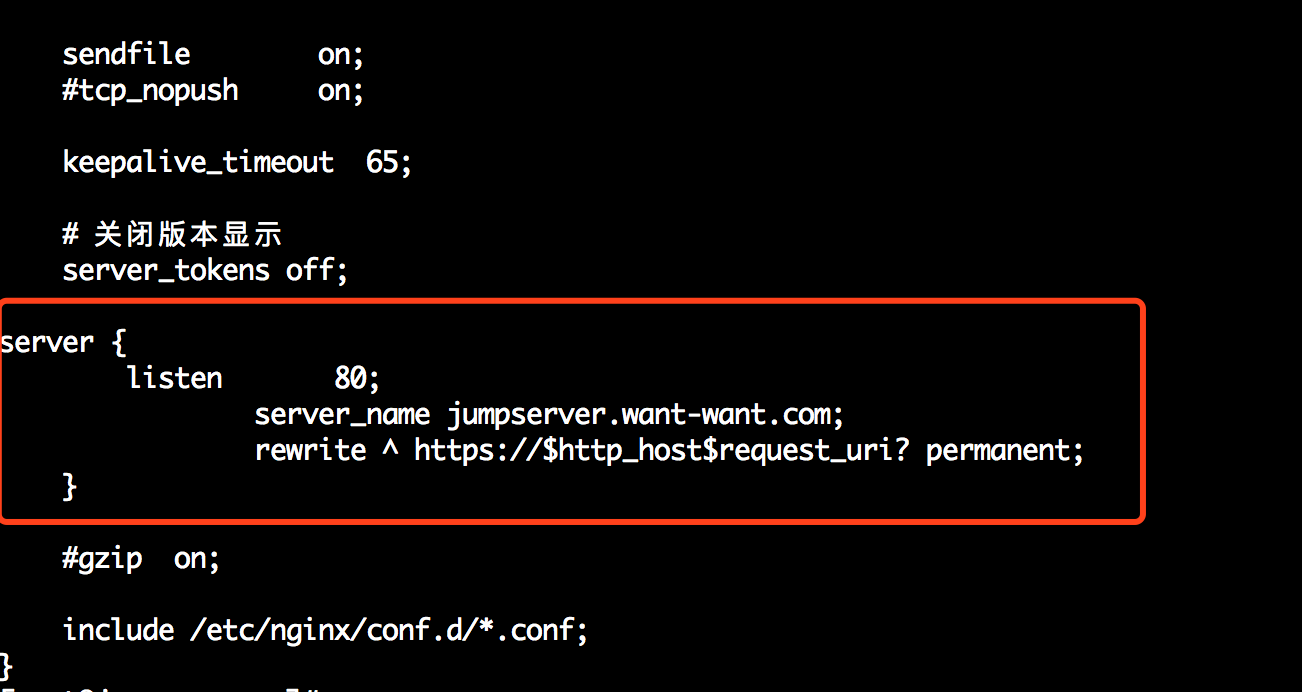 sendfile        on;
#tcp_nopush     on;
keepalive_timeout  65;
# 关闭版本显示
server_tokens off;
server {
listen       80;
server_name jumpserver.want-want.com;
rewrite ^ https://$http_host$request_uri? permanent;
}
#gzip  on;
include /etc/nginx/conf.d/*.conf;
}